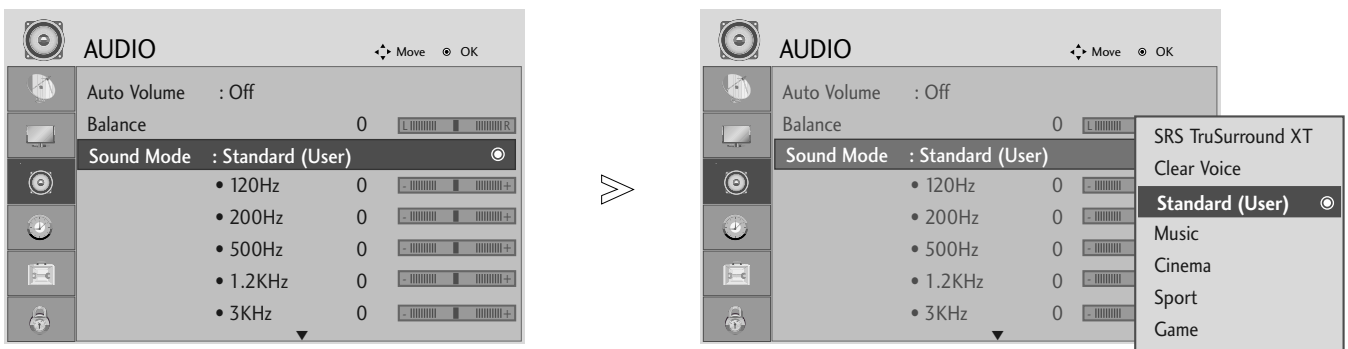 AUDIO Move OK
Auto Volume : Off
Balance 0 L R
Sound Mode : Standard (User)
• 120Hz 0 - +
• 200Hz 0 - +
• 500Hz 0 - +
• 1.2KHz 0 - +
• 3KHz 0 - +
AUDIO Move OK
Auto Volume : Off
Balance 0 L
Sound Mode : Standard (User)
• 120Hz 0 -
• 200Hz 0 -
• 500Hz 0 -
• 1.2KHz 0 -
• 3KHz 0 -
SRS TruSurround XT
Clear Voice
Standard (User)
Music
Cinema
Sport
Game